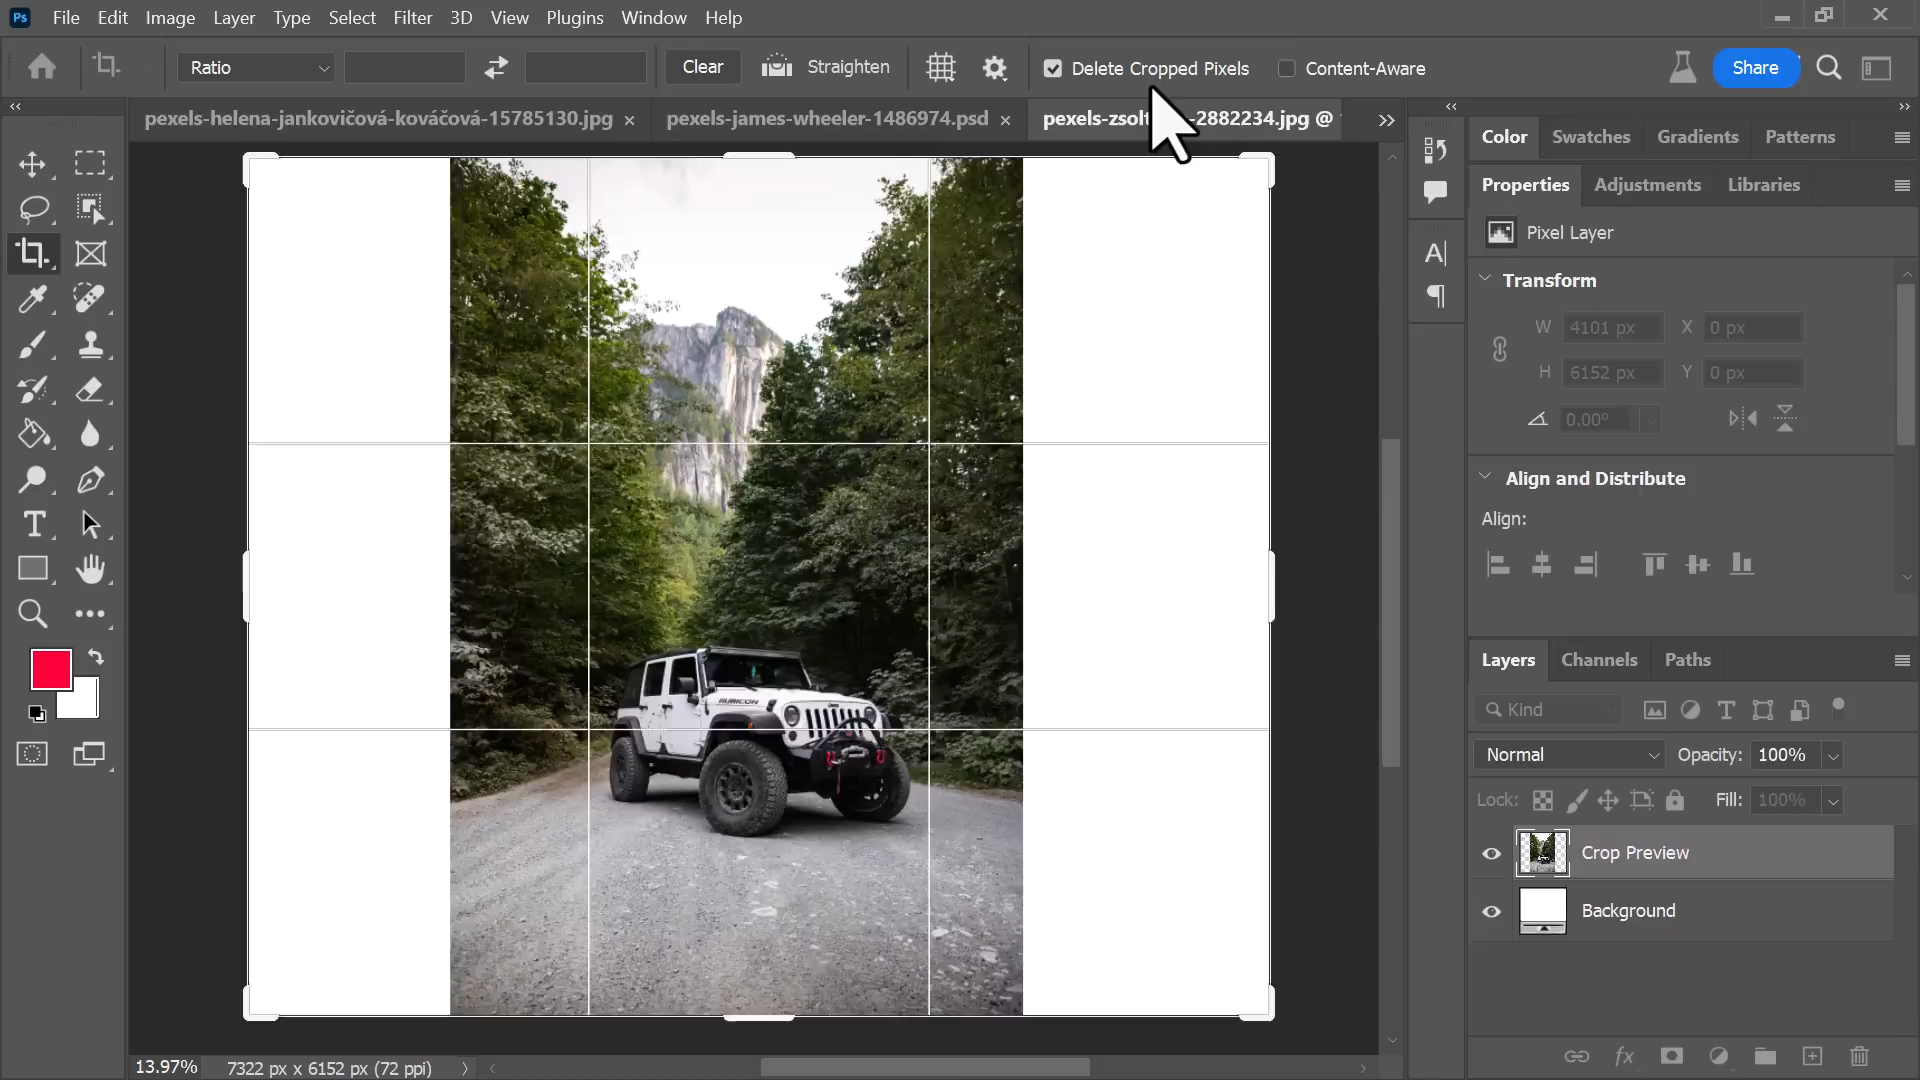 Ps File Edit Image Layer Type Select Filter 3D View Plugins Window Help
Ratio Clear Straighten Delete Cropped Pixels Content-Aware Share
pexels-helena-jankovičová-kováčová-15785130.jpg × pexels-james-wheeler-1486974.psd × pexels-zsolt -2882234.jpg @
Color Swatches Gradients Patterns
Properties Adjustments Libraries
Pixel Layer
Transform
W 4101 px X 0 px
H 6152 px Y 0 px
0.00°
Align and Distribute
Align:
RUBICON
Layers Channels Paths
Kind
Normal Opacity: 100%
Lock: Fill: 100%
Crop Preview
Background
13.97% 7322 px x 6152 px (72 ppi)